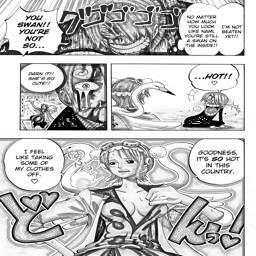 NO MATTER
HOW MUCH
YOU LOOK
LIKE NAMI,
YOU'RE STILL
A SWAN ON
THE INSIDE!!
I'M NOT
BEATEN
YET!!
YOU
SWAN!!
YOU'RE NOT
SO...
...HOT!!
♡
DARN IT!!
SHE'S SO
CUTE!!
GOODNESS,
IT'S SO HOT
IN THIS
COUNTRY.
I FEEL
LIKE TAKING
SOME OF
MY CLOTHES
OFF.
♡